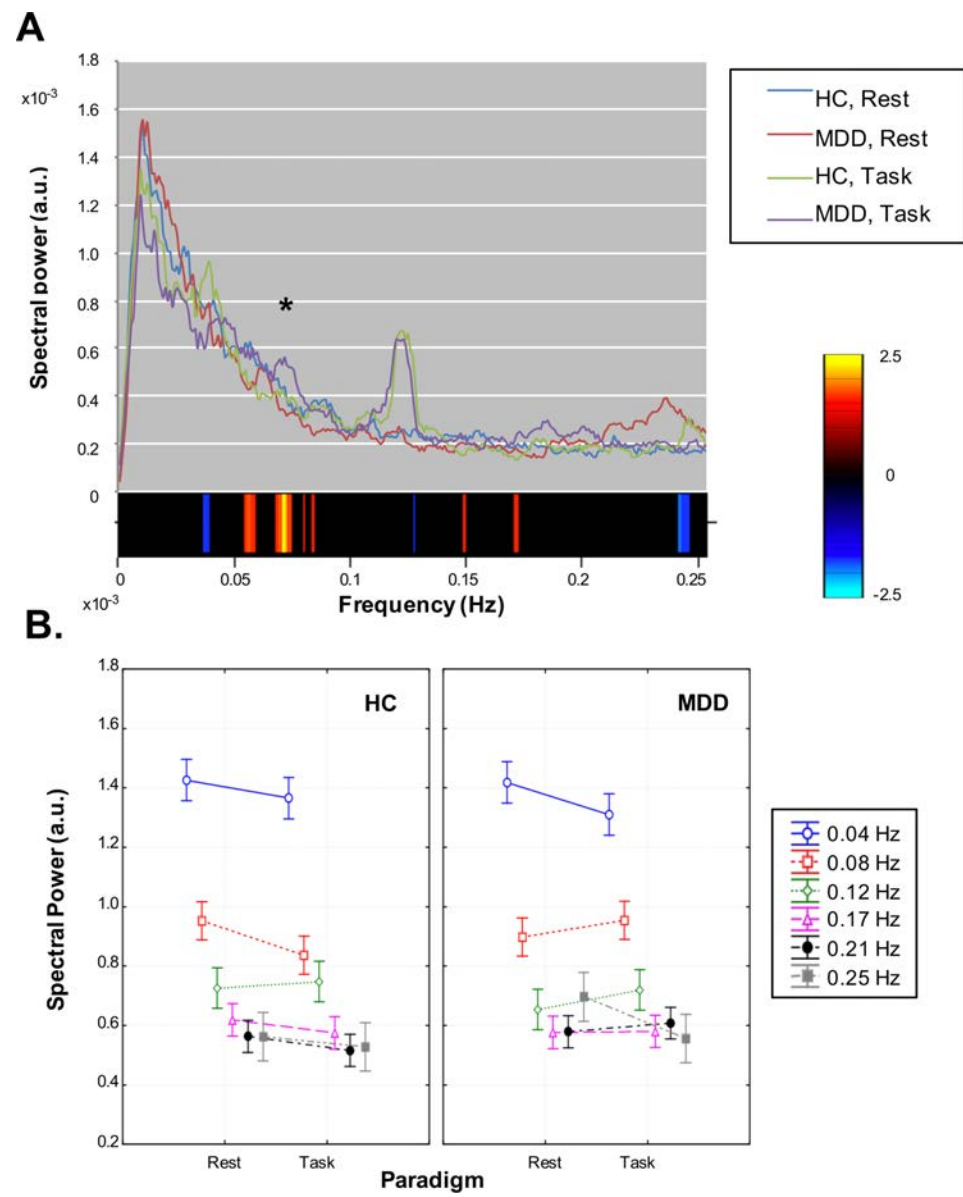 A
1.8
x10-3
1.6
1.4
1.2
1.0
0.8
0.6
0.4
0.2
0
Spectral power (a.u.)
*
HC, Rest
MDD, Rest
HC, Task
MDD, Task
2.5
0
-2.5
0
0.05
0.1
0.15
0.2
0.25
x10-3
Frequency (Hz)
B.
1.8
1.6
1.4
1.2
1.0
0.8
0.6
0.4
0.2
Spectral Power (a.u.)
HC
MDD
0.04 Hz
0.08 Hz
0.12 Hz
0.17 Hz
0.21 Hz
0.25 Hz
Rest
Task
Rest
Task
Paradigm